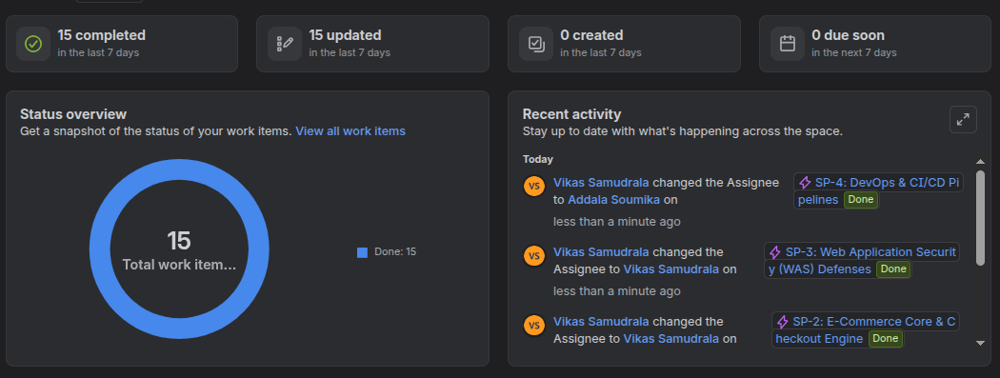 15 completed
in the last 7 days
15 updated
in the last 7 days
0 created
in the last 7 days
0 due soon
in the next 7 days
Status overview
Get a snapshot of the status of your work items. View all work items
15
Total work item...
Done: 15
Recent activity
Stay up to date with what's happening across the space.
Today
VS
Vikas Samudrala changed the Assignee
to Addala Soumika on
SP-4: DevOps & CI/CD Pi
pelines Done
less than a minute ago
VS
Vikas Samudrala changed the
Assignee to Vikas Samudrala on
SP-3: Web Application Securit
y (WAS) Defenses Done
less than a minute ago
VS
Vikas Samudrala changed the
Assignee to Vikas Samudrala on
SP-2: E-Commerce Core & C
heckout Engine Done